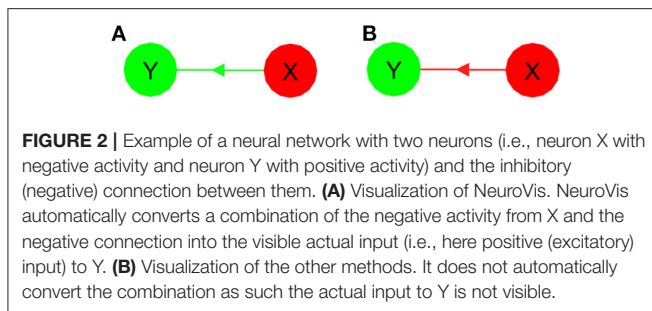 A
B
Y
X
Y
X
FIGURE 2 | Example of a neural network with two neurons (i.e., neuron X with
negative activity and neuron Y with positive activity) and the inhibitory
(negative) connection between them. (A) Visualization of NeuroVis. NeuroVis
automatically converts a combination of the negative activity from X and the
negative connection into the visible actual input (i.e., here positive (excitatory)
input) to Y. (B) Visualization of the other methods. It does not automatically
convert the combination as such the actual input to Y is not visible.